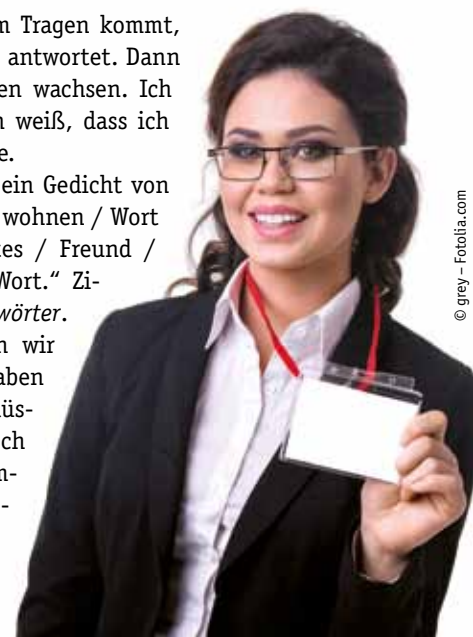 m Tragen kommt,
antwortet. Dann
en wachsen. Ich
n weiß, dass ich
e.
ein Gedicht von
wohnen / Wort
es / Freund /
Wort.“ Zi-
wörter.
n wir
aben
üs-
ch
n-
-
© grey – Fotolia.com